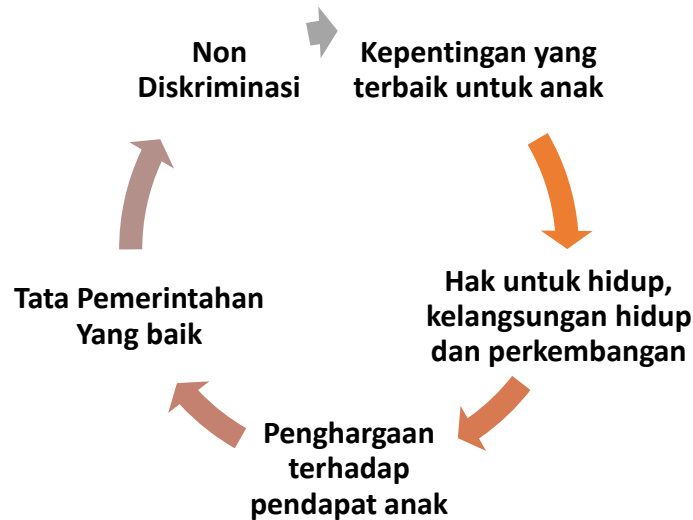 Non
Diskriminasi
Kepentingan yang
terbaik untuk anak
Hak untuk hidup,
kelangsungan hidup
dan perkembangan
Penghargaan
terhadap
pendapat anak
Tata Pemerintahan
Yang baik